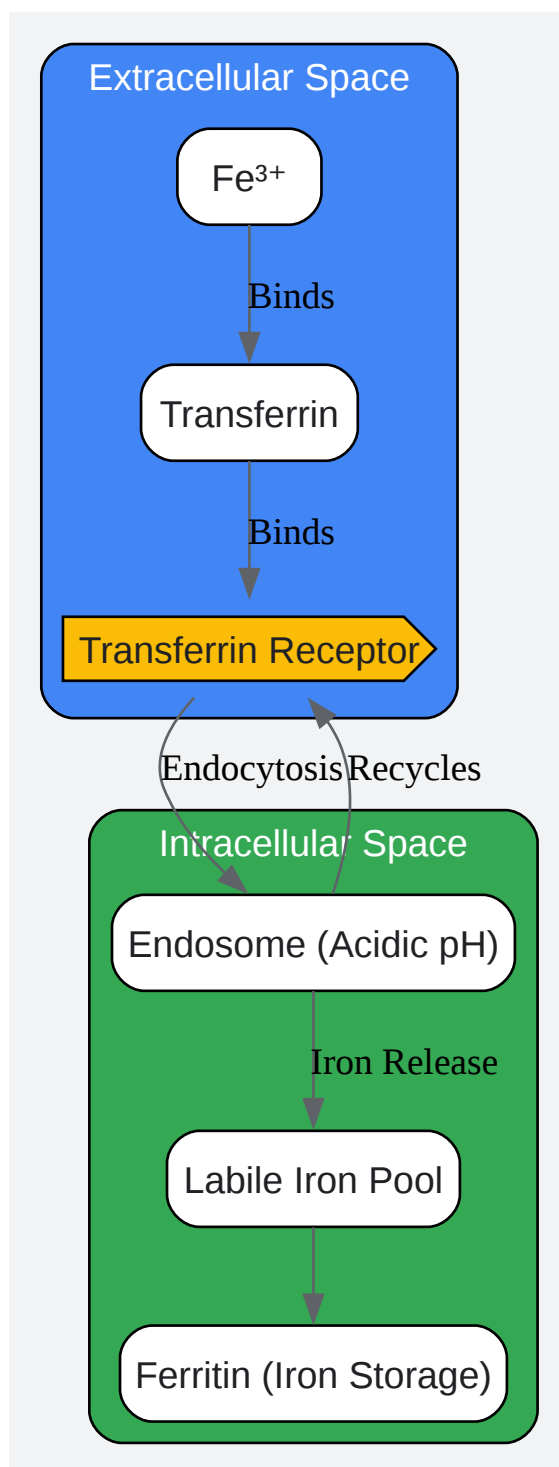 Extracellular Space
Fe³⁺
Binds
Transferrin
Binds
Transferrin Receptor
Endocytosis
Recycles
Intracellular Space
Endosome (Acidic pH)
Iron Release
Labile Iron Pool
Ferritin (Iron Storage)